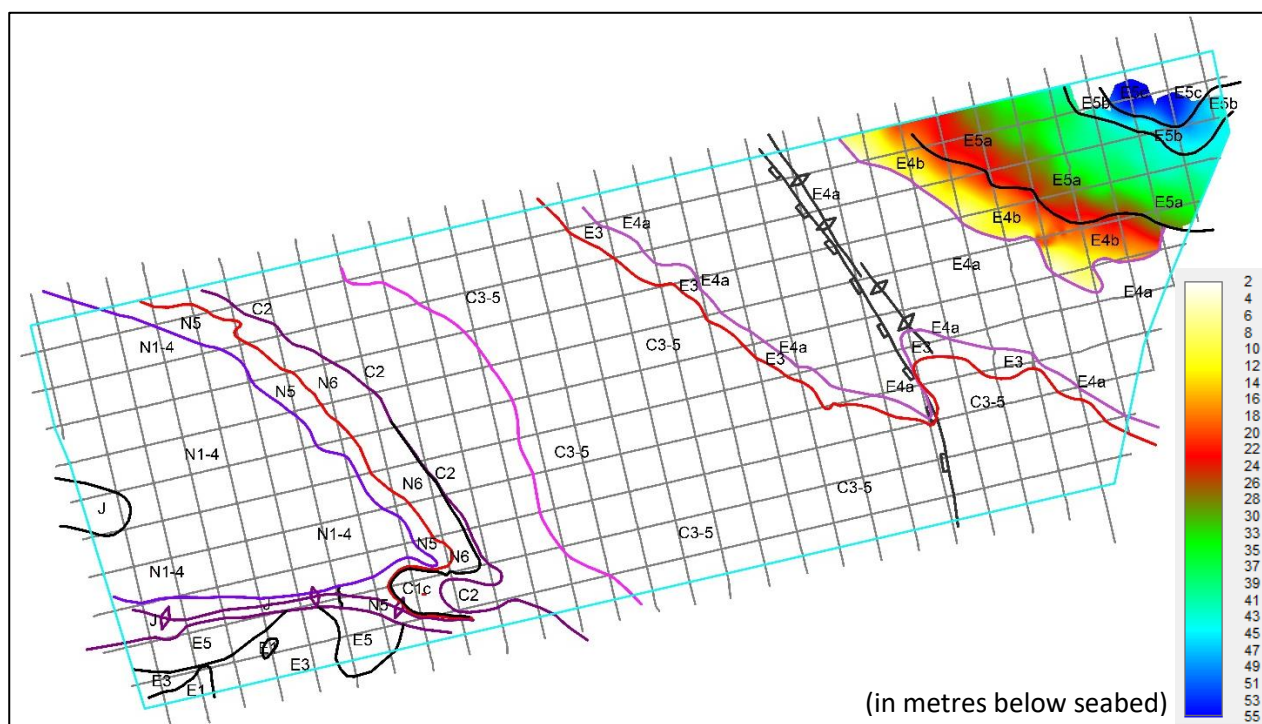 E5c
E5c
E5b
E5b
E5b
E5a
E4b
E5a
E4a
E5a
E4b
E4b
E4a
E3
E4a
E4a
C3-5
E3
E4a
C2
N5
N1-4
C3-5
E4a
E4a
E3
E3
C2
N6
N5
E4a
E4a
C3-5
N1-4
C3-5
C2
N6
C3-5
J
N1-4
C3-5
N5
N6
N1-4
C1c
C2
J
N5
J
E5
E5
E3
E3
E1
2
4
6
8
10
12
14
16
18
20
22
24
26
28
30
33
35
37
39
41
43
45
47
49
51
53
55
(in metres below seabed)